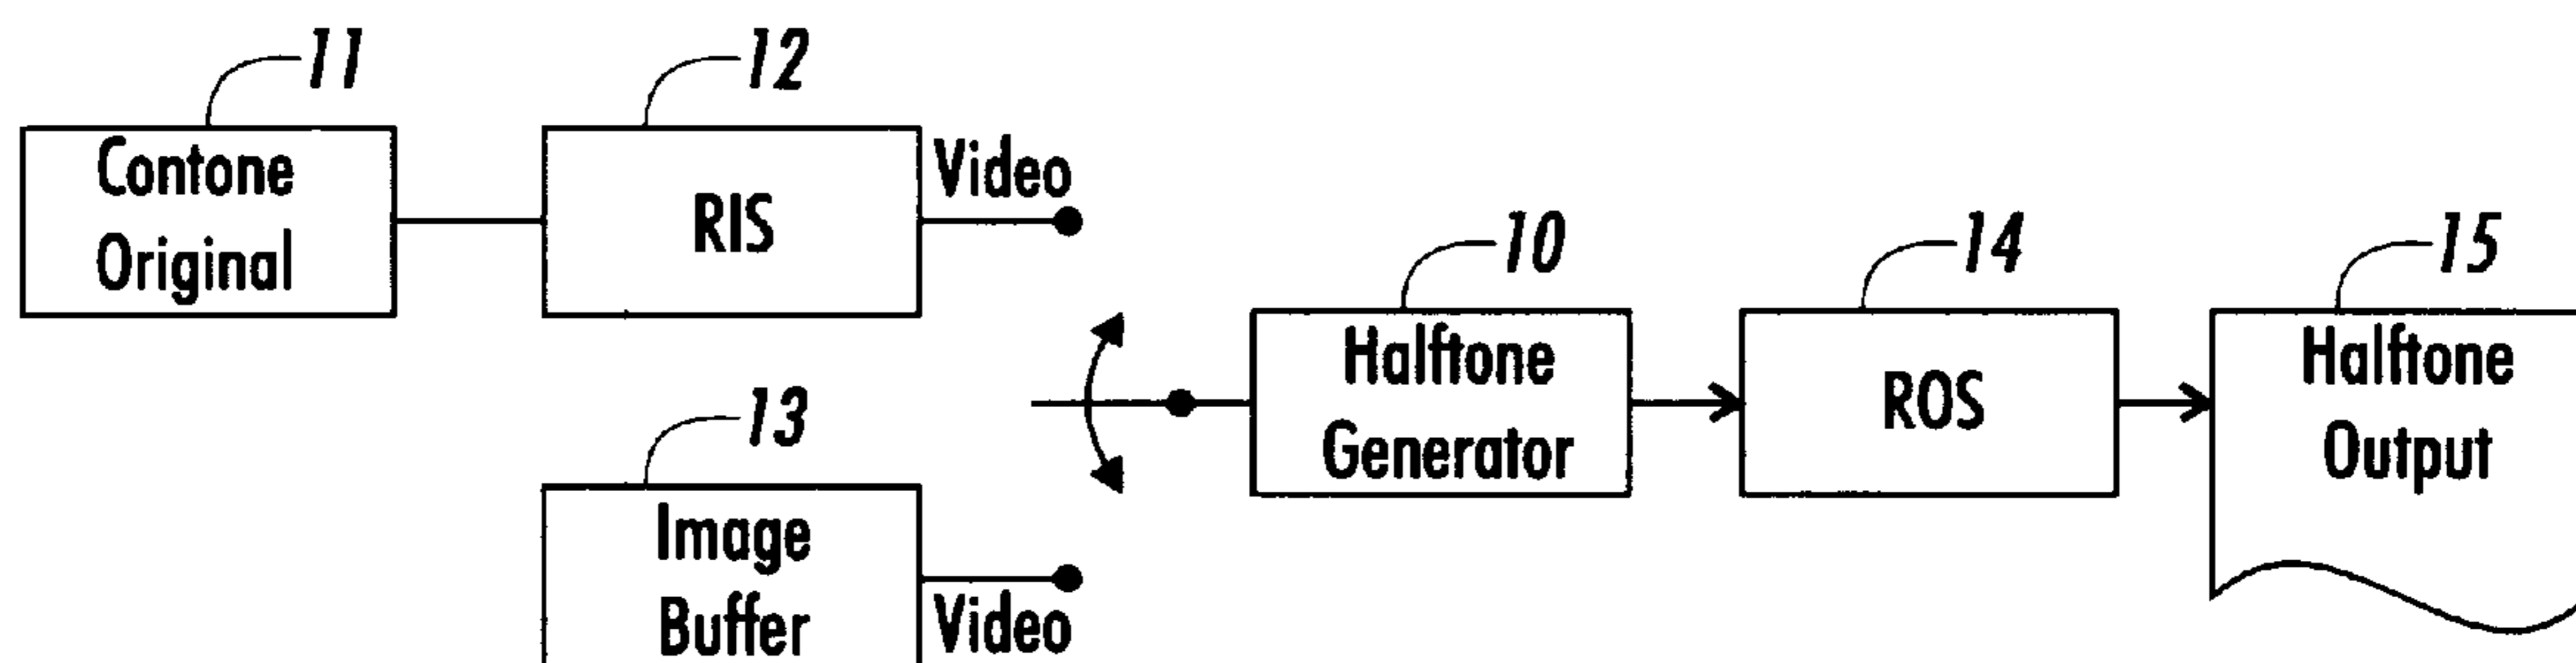 11
12
Contone
Original
RIS
Video
10
14
15
Halftone
Generator
ROS
Halftone
Output
13
Image
Buffer
Video